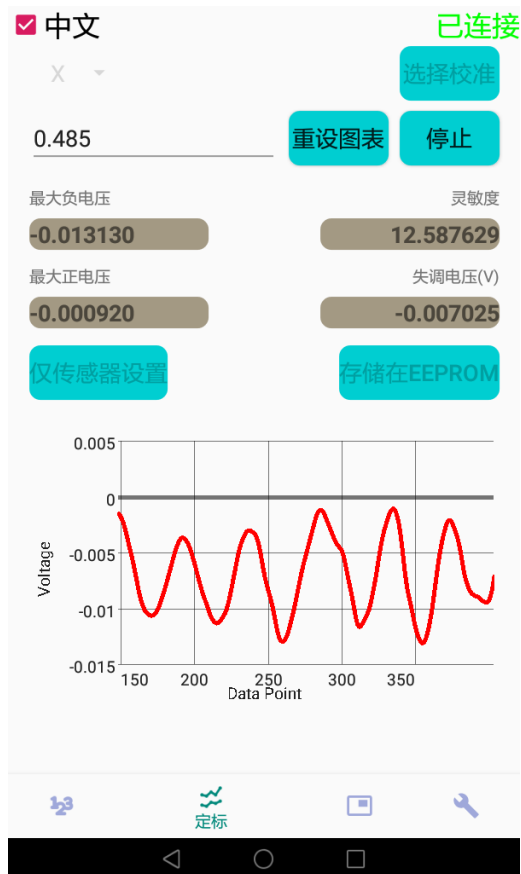 中文 已连接
X 选择校准
0.485 重设图表 停止
最大负电压 灵敏度
-0.013130 12.587629
最大正电压 失调电压(V)
-0.000920 -0.007025
仅传感器设置 存储在EEPROM
0.005
0
-0.005
-0.01
-0.015
Voltage
150 200 250 300 350
Data Point
123
定标